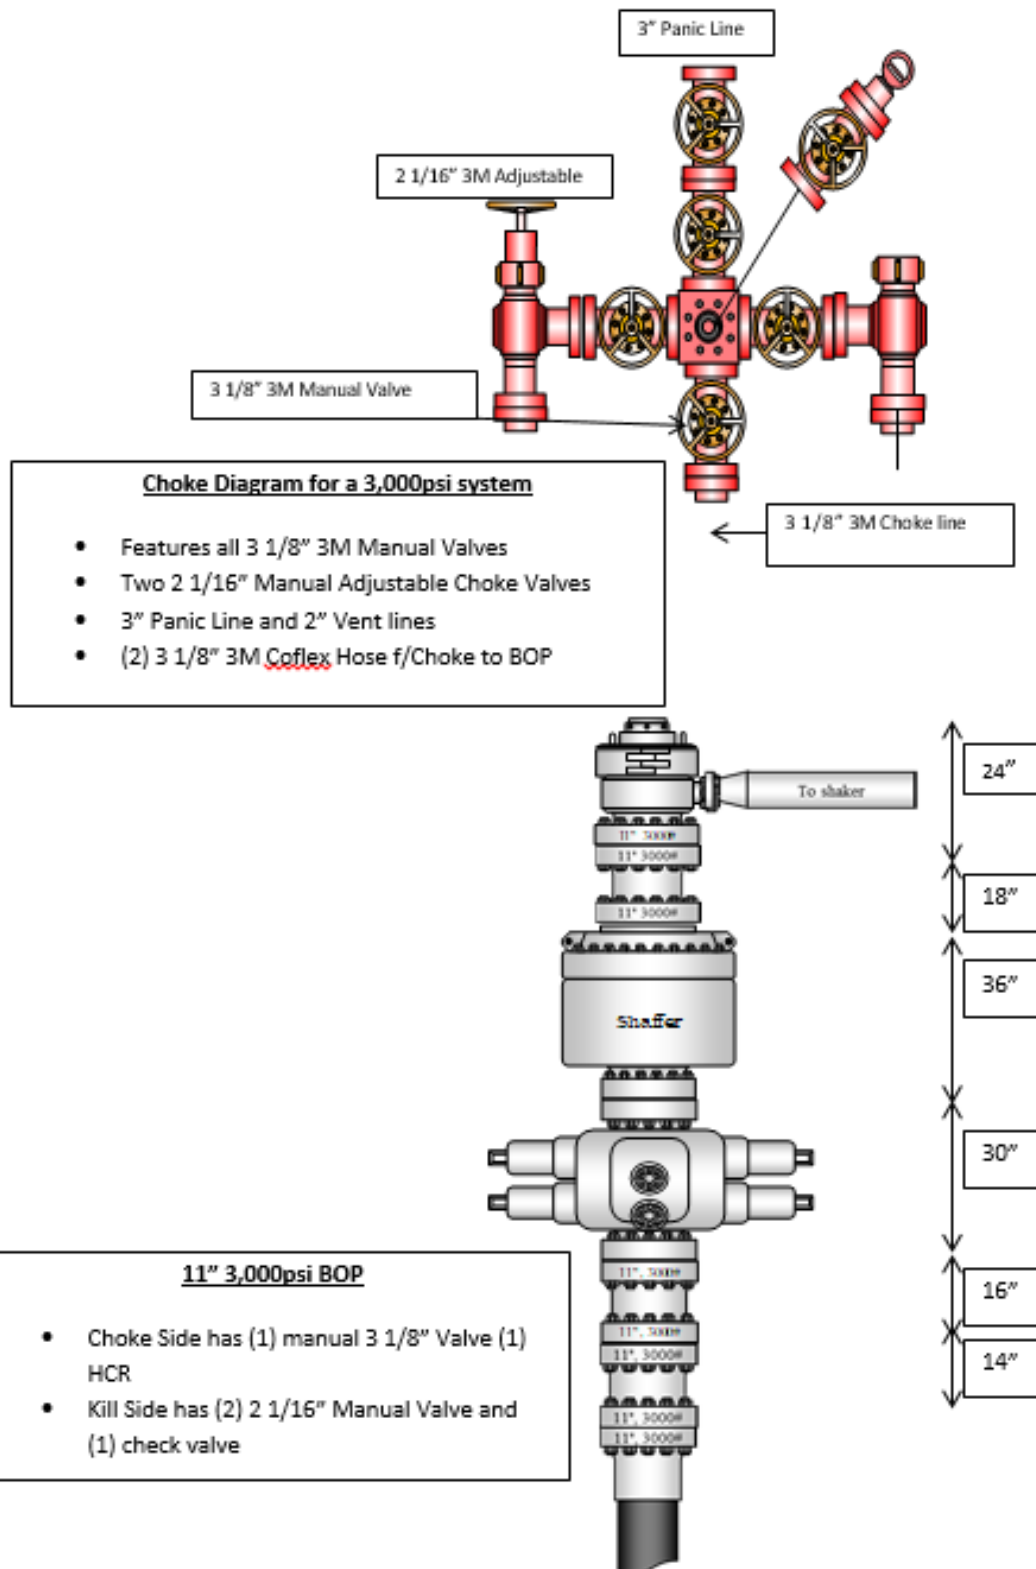 3” Panic Line
2 1/16” 3M Adjustable
3 1/8” 3M Manual Valve
Choke Diagram for a 3,000psi system
• Features all 3 1/8” 3M Manual Valves
• Two 2 1/16” Manual Adjustable Choke Valves
• 3” Panic Line and 2” Vent lines
• (2) 3 1/8” 3M Coflex Hose f/Choke to BOP
3 1/8” 3M Choke line
24”
To shaker
11" 3000#
11" 3000#
18”
11" 3000#
36”
Shaffer
30”
11” 3,000psi BOP
• Choke Side has (1) manual 3 1/8” Valve (1)
HCR
• Kill Side has (2) 2 1/16” Manual Valve and
(1) check valve
11", 3000#
16”
11", 3000#
11", 3000#
14”
11", 3000#
11", 3000#